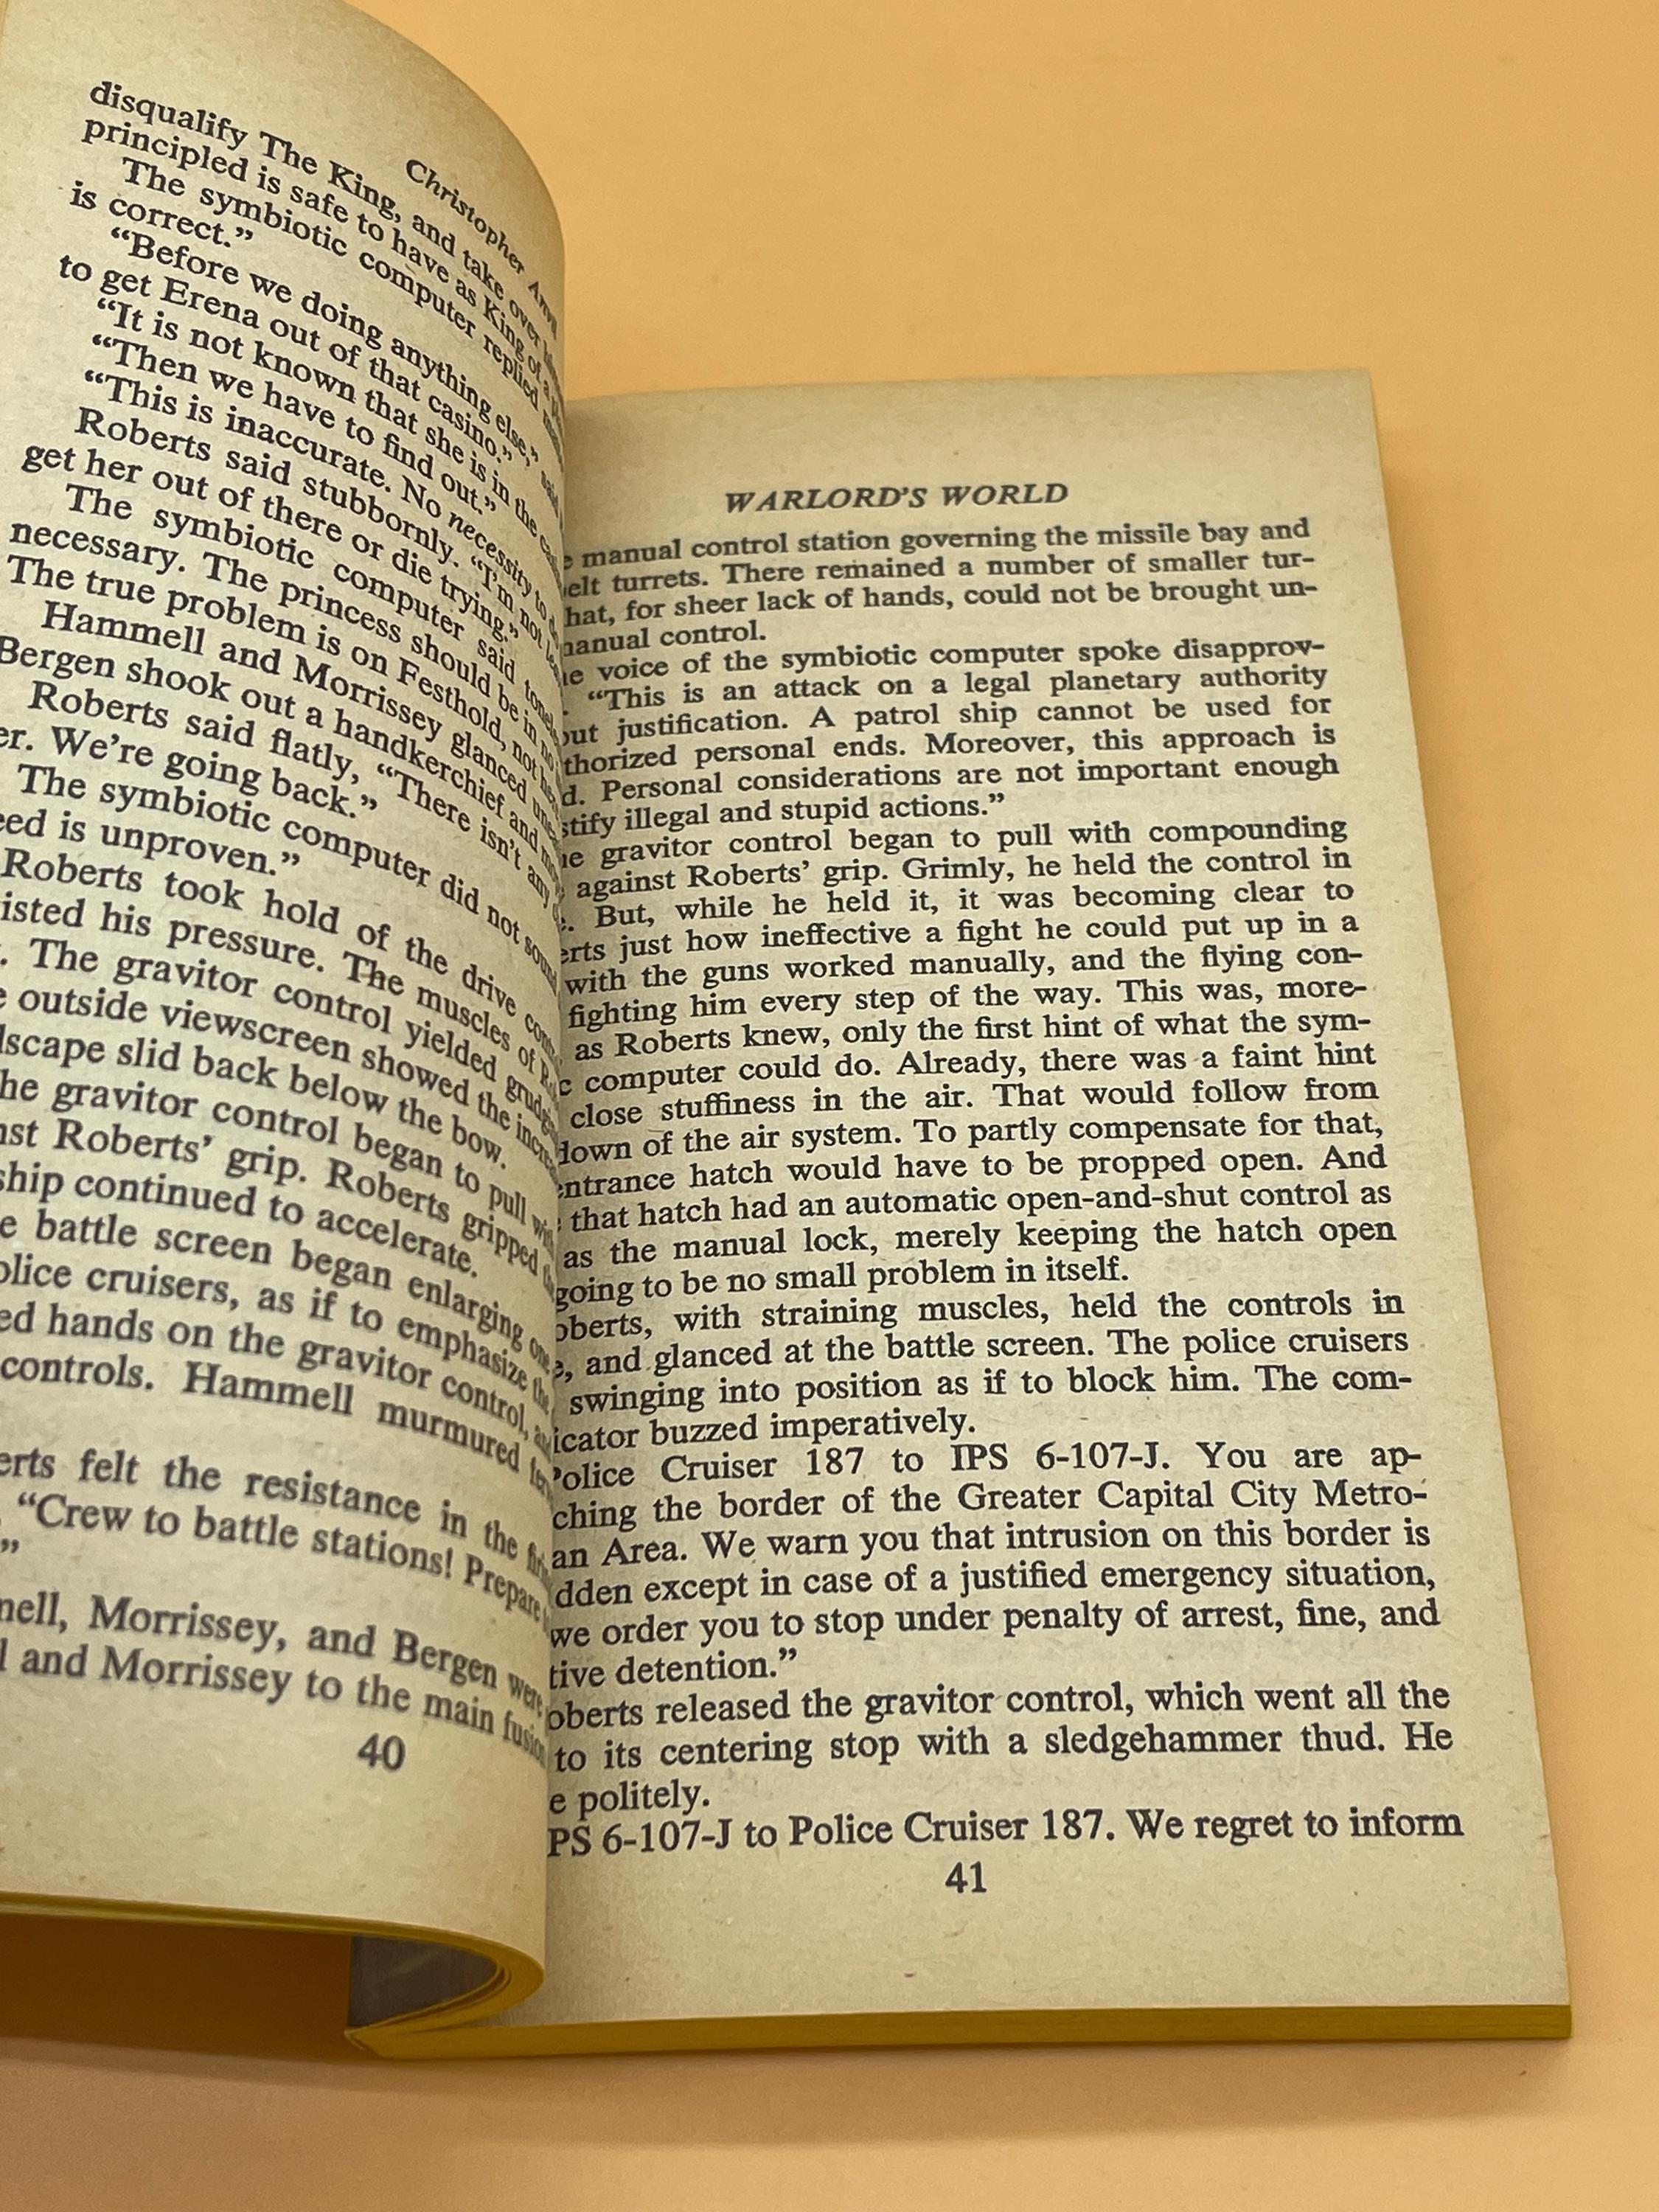 Christopher Anvil
disqualify The King, and take over
principled is safe to have as King of a
The symbiotic computer replied
is correct.”
“Before we doing anything else,” said
to get Erena out of that casino.”
“It is not known that she is in the
“Then we have to find out.”
“This is inaccurate. No necessity to
Roberts said stubbornly. “I’m not
get her out of there or die trying.”
The symbiotic computer said
necessary. The princess should be in no
The true problem is on Festhold, not
Hammell and Morrissey glanced
Bergen shook out a handkerchief and
Roberts said flatly, “There isn’t any
We’re going back.”
The symbiotic computer did not sound
is unproven.”
Roberts took hold of the drive
his pressure. The muscles of
The gravitor control yielded
outside viewscreen showed the
slid back below the bow.
gravitor control began to pull with
Roberts’ grip. Roberts gripped
ship continued to accelerate.
battle screen began enlarging one
cruisers, as if to emphasize the
hands on the gravitor control,
controls. Hammell murmured
felt the resistance in the
“Crew to battle stations! Prepare
”
Morrissey, and Bergen were
and Morrissey to the main fusion
40
WARLORD’S WORLD
manual control station governing the missile bay and
turrets. There remained a number of smaller tur-
for sheer lack of hands, could not be brought un-
manual control.
voice of the symbiotic computer spoke disapprov-
“This is an attack on a legal planetary authority
justification. A patrol ship cannot be used for
personal ends. Moreover, this approach is
Personal considerations are not important enough
illegal and stupid actions.”
gravitor control began to pull with compounding
against Roberts’ grip. Grimly, he held the control in
But, while he held it, it was becoming clear to
just how ineffective a fight he could put up in a
with the guns worked manually, and the flying con-
fighting him every step of the way. This was, more-
as Roberts knew, only the first hint of what the sym-
computer could do. Already, there was a faint hint
close stuffiness in the air. That would follow from
of the air system. To partly compensate for that,
entrance hatch would have to be propped open. And
that hatch had an automatic open-and-shut control as
as the manual lock, merely keeping the hatch open
going to be no small problem in itself.
with straining muscles, held the controls in
and glanced at the battle screen. The police cruisers
swinging into position as if to block him. The com-
buzzed imperatively.
Police Cruiser 187 to IPS 6-107-J. You are ap-
ching the border of the Greater Capital City Metro-
an Area. We warn you that intrusion on this border is
dden except in case of a justified emergency situation,
we order you to stop under penalty of arrest, fine, and
tive detention.”
oberts released the gravitor control, which went all the
to its centering stop with a sledgehammer thud. He
politely.
PS 6-107-J to Police Cruiser 187. We regret to inform
41